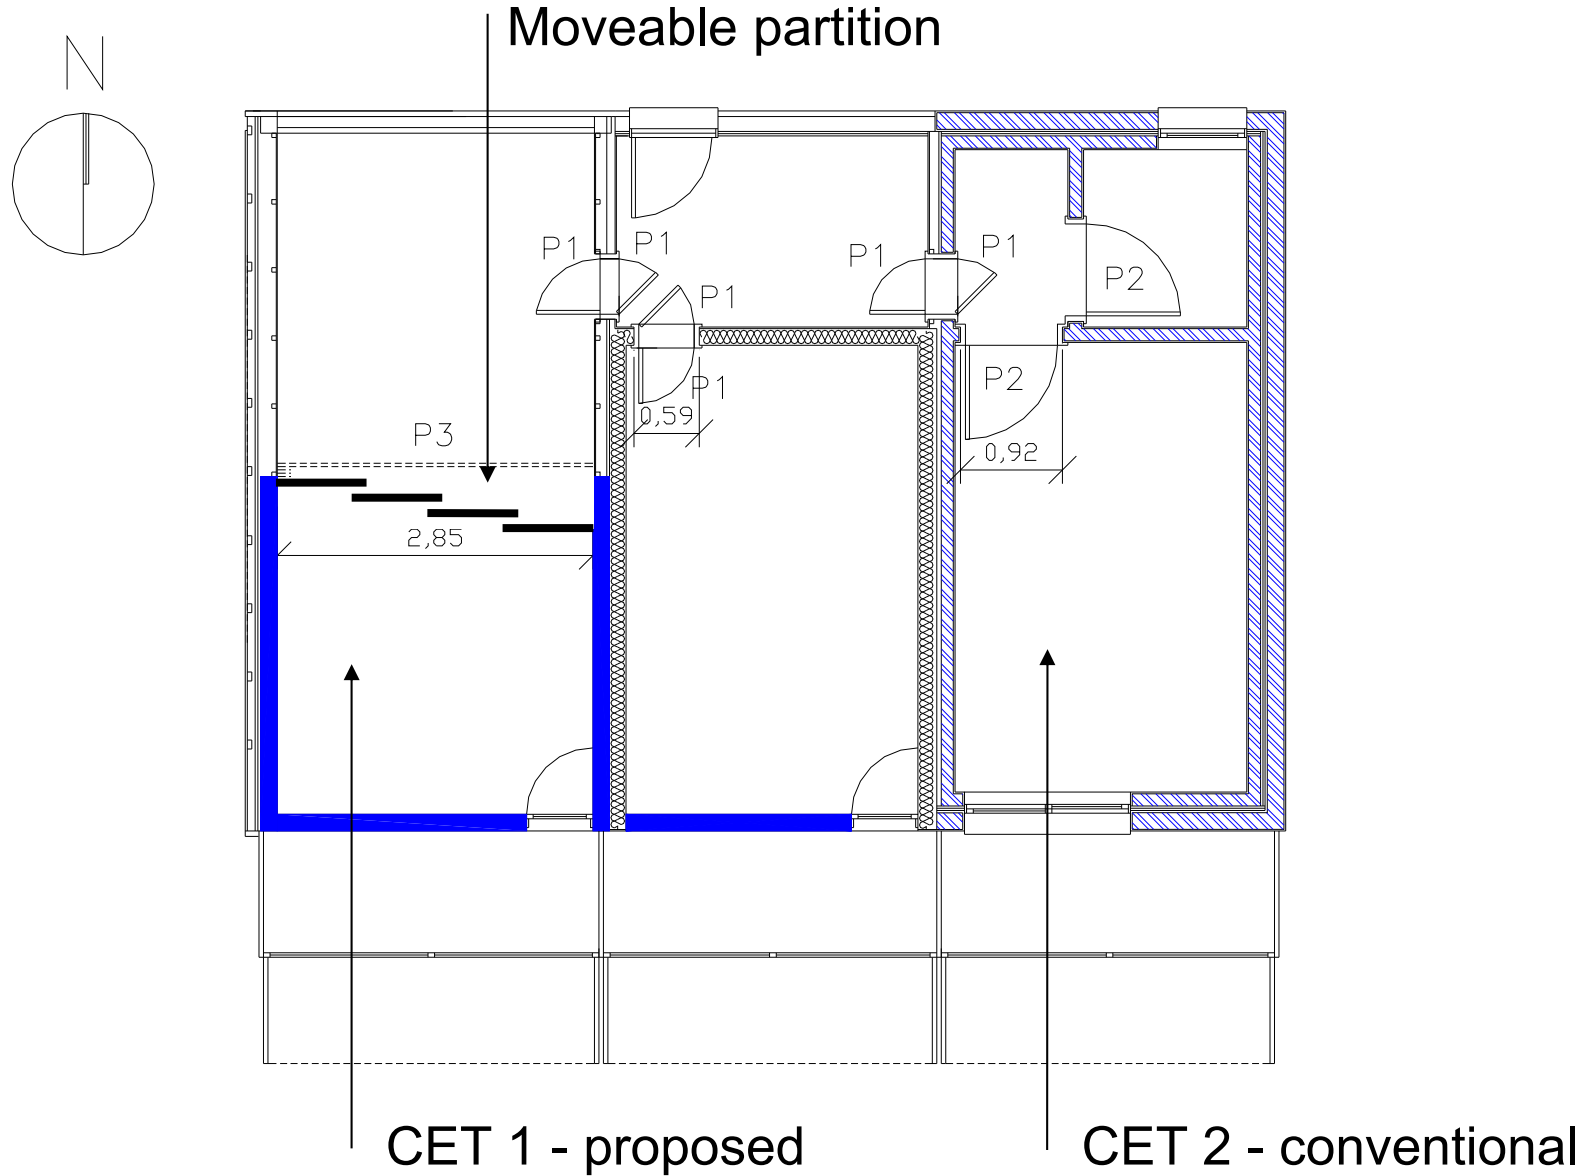 Moveable partition
N
P1
P1
P1
P1
P2
P1
P1
P2
0,59
P3
0,92
2,85
CET 1 - proposed
CET 2 - conventional